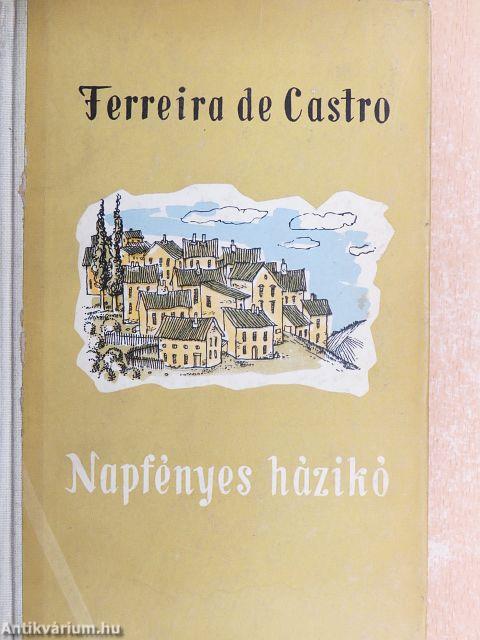 Ferreira de Castro
Napfényes házikó
Antikvárium.hu